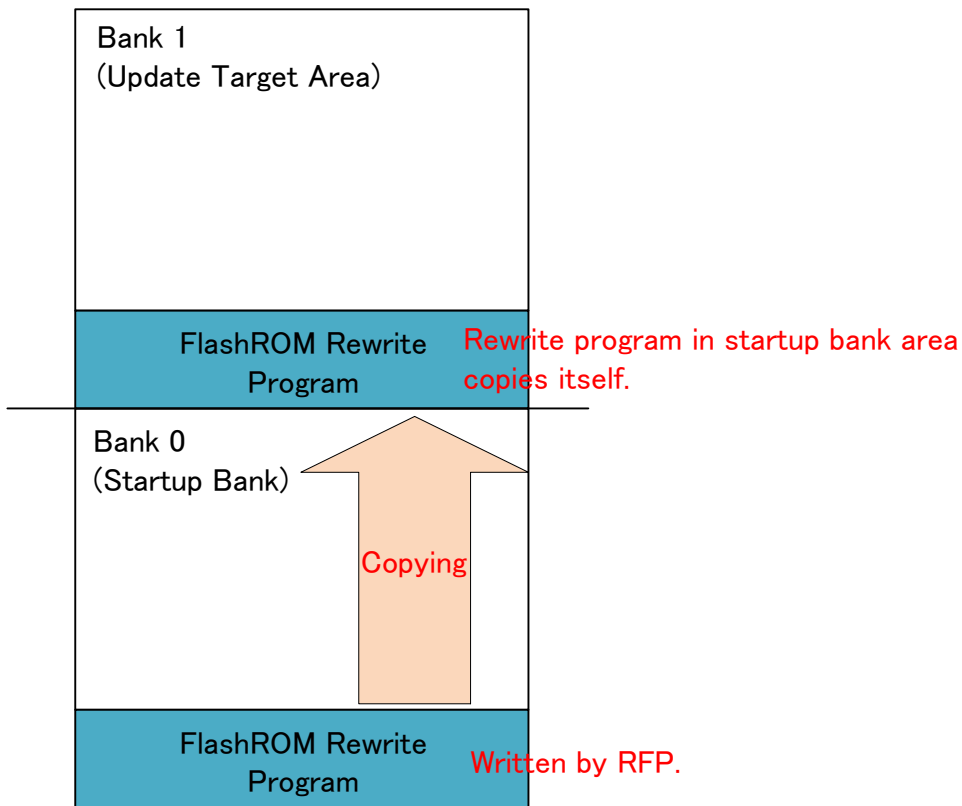 Bank 1
(Update Target Area)
FlashROM Rewrite
Program
Rewrite program in startup bank area
copies itself.
Bank 0
(Startup Bank)
Copying
FlashROM Rewrite
Program
Written by RFP.